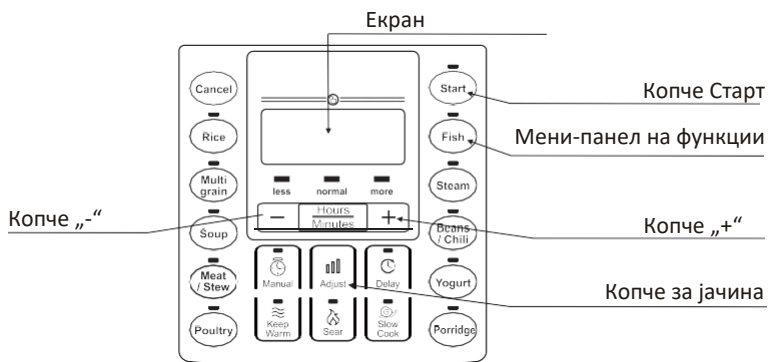 Екран
Cancel
Start
Копче Старт
Rice
Fish
Мени-панел на функции
Multi
grain
less normal more
Steam
Копче „-“
− Hours
Minutes +
Soup
Beans
/ Chili
Копче „+“
Meat
/ Stew
Manual Adjust Delay
Yogurt
Копче за јачина
Poultry
Keep
Warm
Sear
Slow
Cook
Porridge